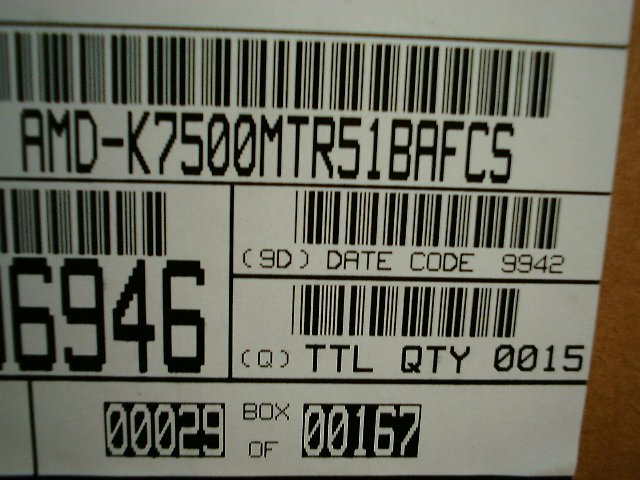 AMD-K7500MTR51BAFCS
6946
(9D) DATE CODE 9942
(Q) TTL QTY 0015
00029 BOX OF 00167